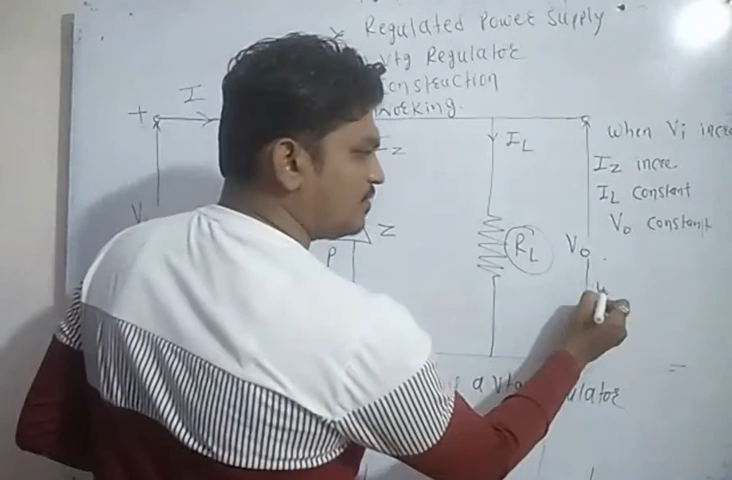 Regulated Power Supply
Vtg Regulator
Construction
Working.
+ I
I L
When Vi incre
Iz incre.
IL constant
Vo constant
Z
z
RL
Vo
P
V
a Vtg
ulator